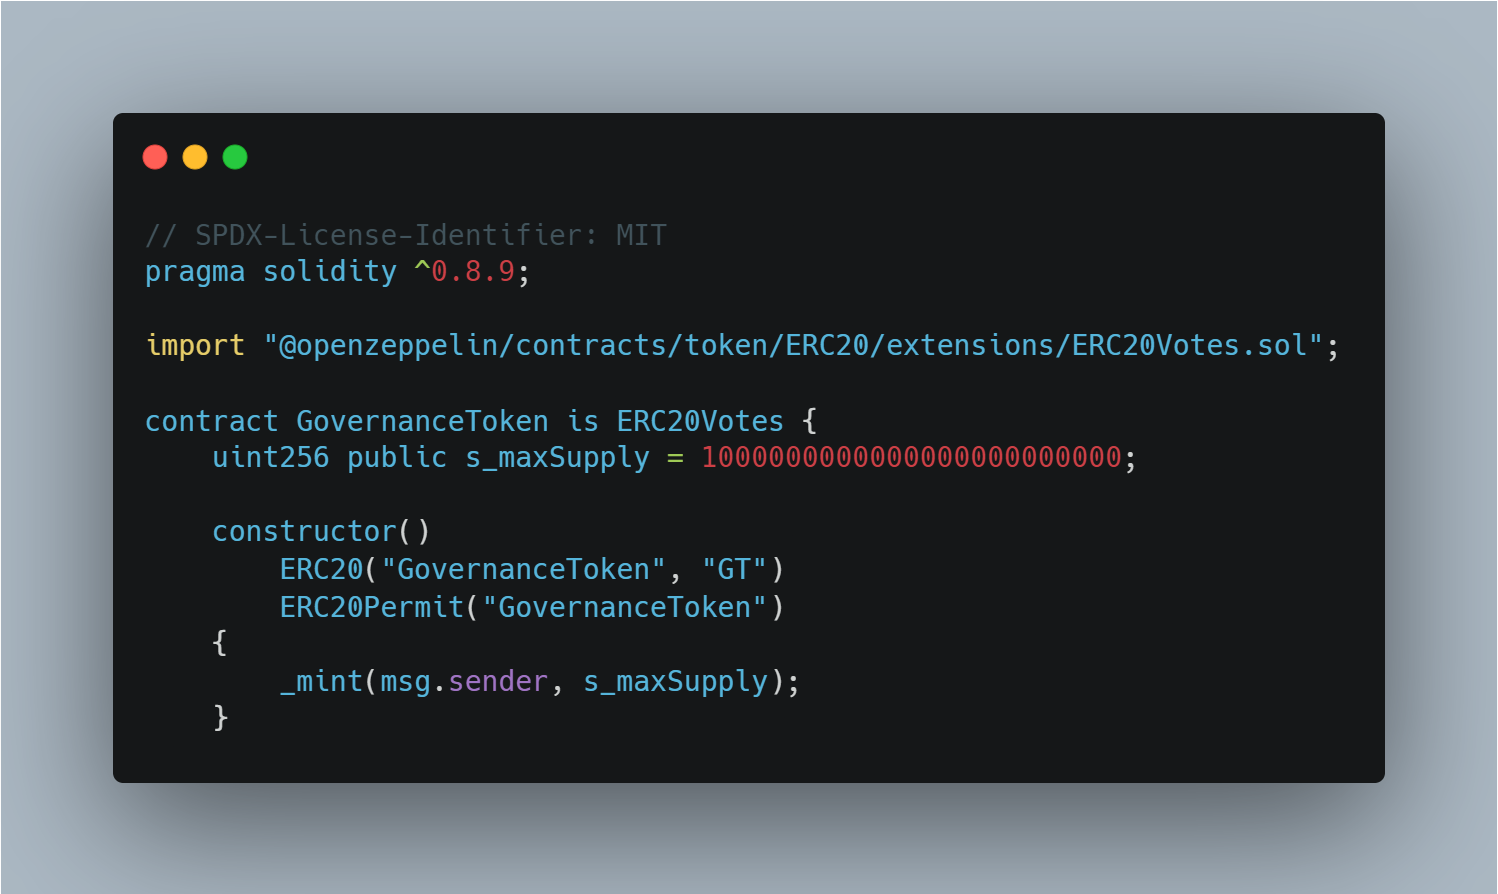 // SPDX-License-Identifier: MIT
pragma solidity ^0.8.9;
import "@openzeppelin/contracts/token/ERC20/extensions/ERC20Votes.sol";
contract GovernanceToken is ERC20Votes {
uint256 public s_maxSupply = 1000000000000000000000000;
constructor()
ERC20("GovernanceToken", "GT")
ERC20Permit("GovernanceToken")
{
_mint(msg.sender, s_maxSupply);
}